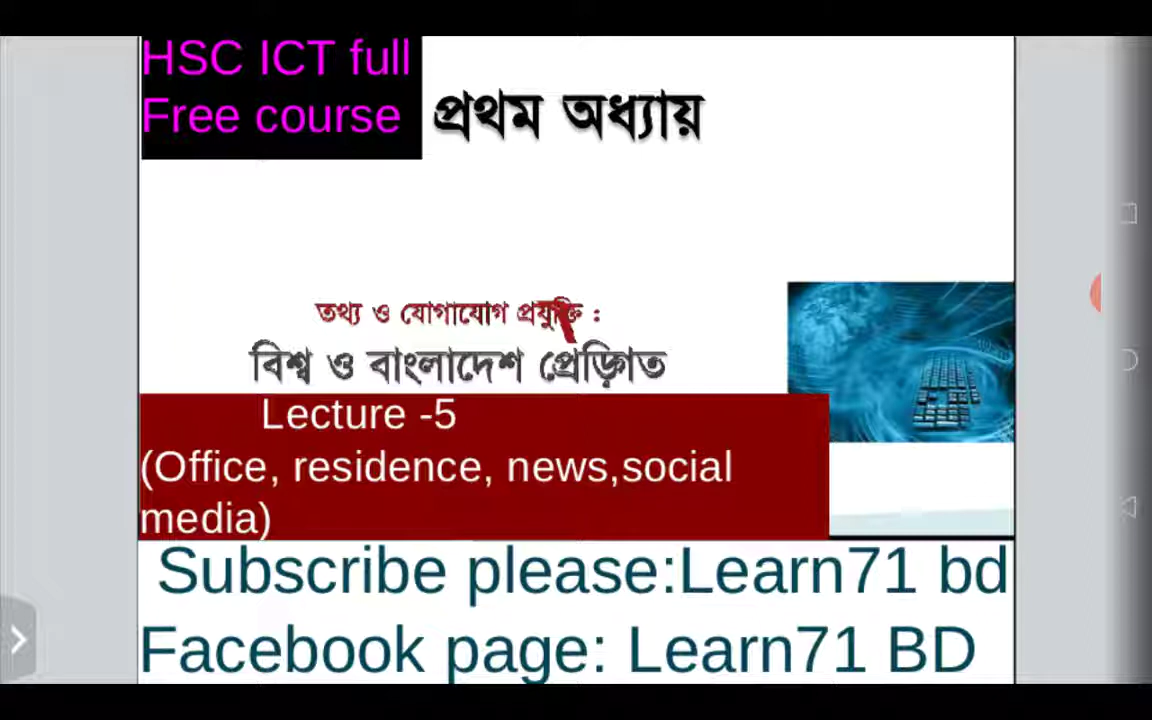 HSC ICT full
Free course
প্রথম অধ্যায়
তথ্য ও যোগাযোগ প্রযুক্তি :
বিশ্ব ও বাংলাদেশ
Lecture -5
(Office, residence, news,social
media)
Subscribe please:Learn71 bd
Facebook page: Learn71 BD